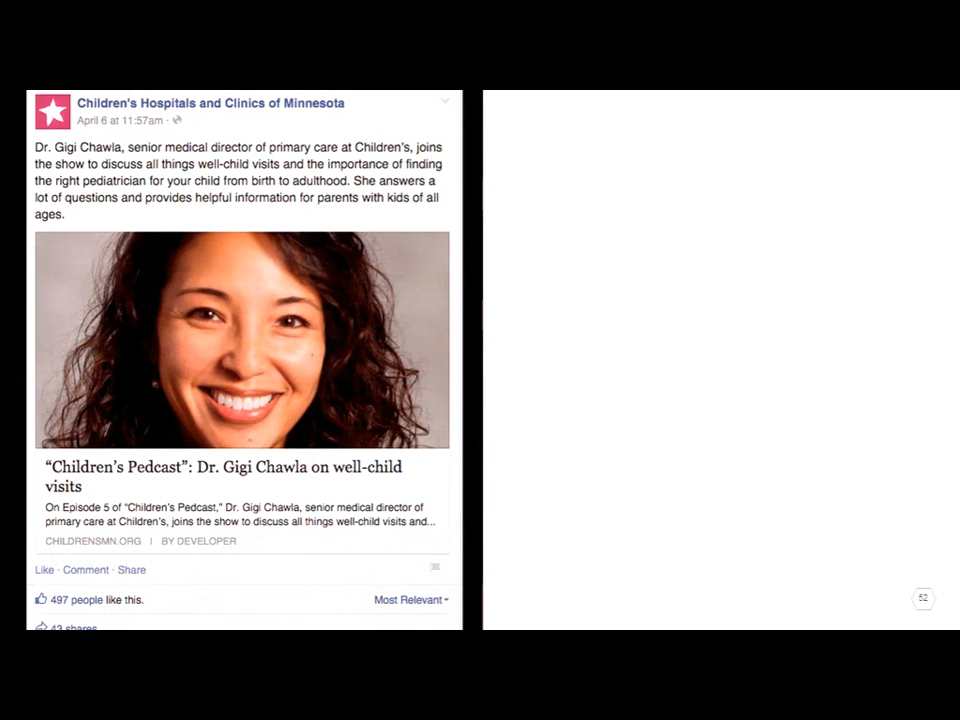 Children's Hospitals and Clinics of Minnesota
April 6 at 11:57am ·
Dr. Gigi Chawla, senior medical director of primary care at Children's, joins
the show to discuss all things well-child visits and the importance of finding
the right pediatrician for your child from birth to adulthood. She answers a
lot of questions and provides helpful information for parents with kids of all
ages.
“Children’s Pedcast”: Dr. Gigi Chawla on well-child
visits
On Episode 5 of “Children’s Pedcast,” Dr. Gigi Chawla, senior medical director of
primary care at Children’s, joins the show to discuss all things well-child visits and...
CHILDRENSMN.ORG | BY DEVELOPER
Like · Comment · Share
497 people like this. Most Relevant
43 shares
52